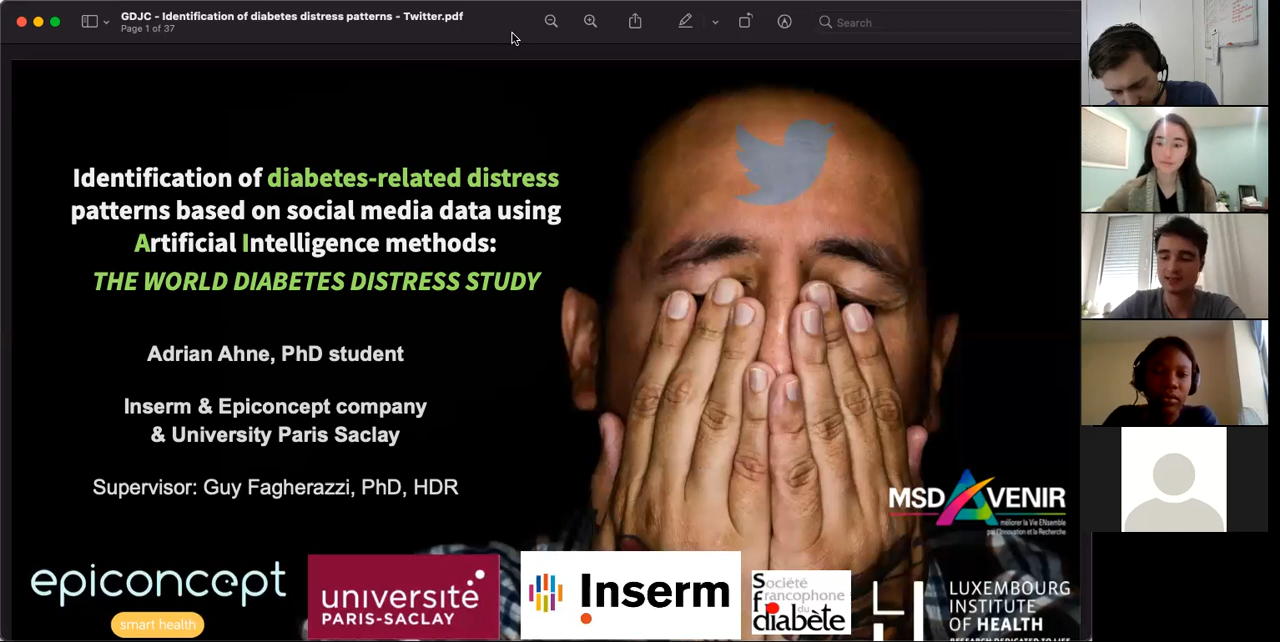 GDJC - Identification of diabetes distress patterns - Twitter.pdf
Page 1 of 37
Search
Identification of diabetes-related distress
patterns based on social media data using
Artificial Intelligence methods:
THE WORLD DIABETES DISTRESS STUDY
Adrian Ahne, PhD student
Inserm & Epiconcept company
& University Paris Saclay
Supervisor: Guy Fagherazzi, PhD, HDR
MSD AVENIR
méliorer la Vie ENsemble
par l'Innovation et la Recherche
epiconcept
smart health
université
PARIS-SACLAY
Inserm
Société
francophone
du
diabète
LUXEMBOURG
INSTITUTE
OF HEALTH
RESEARCH DEDICATED TO LIFE